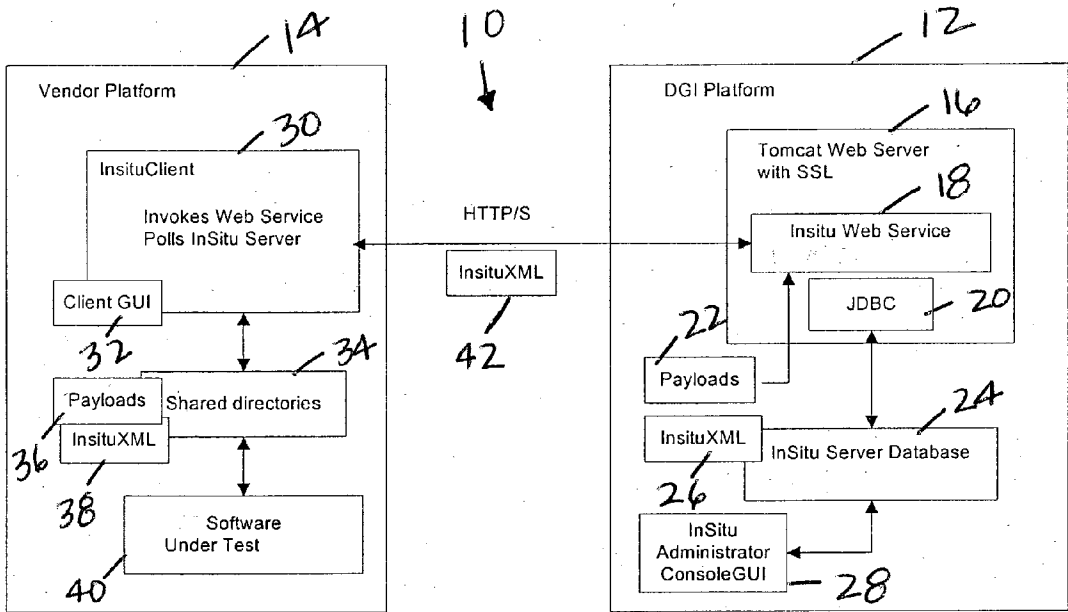 14
10
12
Vendor Platform
DGI Platform
30
16
InsituClient
Tomcat Web Server
with SSL
Invokes Web Service
Polls InSitu Server
HTTP/S
18
Insitu Web Service
InsituXML
Client GUI
JDBC
20
32
34
42
22
Payloads
Shared directories
Payloads
24
InsituXML
36
InsituXML
InSitu Server Database
38
26
Software
Under Test
InSitu
Administrator
ConsoleGUI
40
28